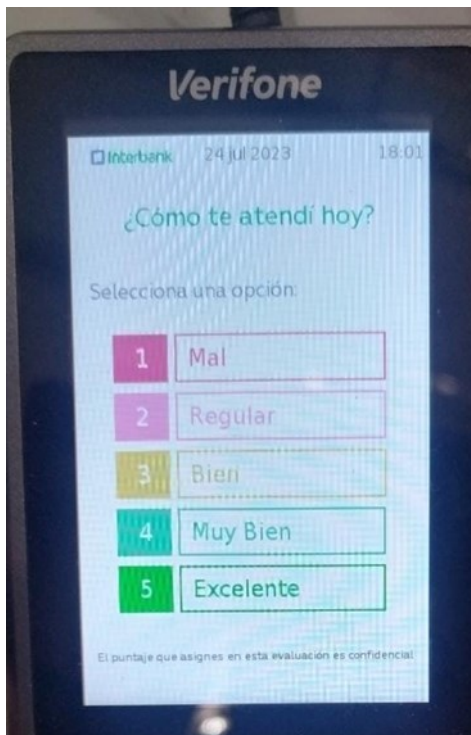 Verifone
Interbank 24 jul 2023 18:01
¿Cómo te atendí hoy?
Selecciona una opción:
1 Mal
2 Regular
3 Bien
4 Muy Bien
5 Excelente
El puntaje que asignes en esta evaluación es confidencial